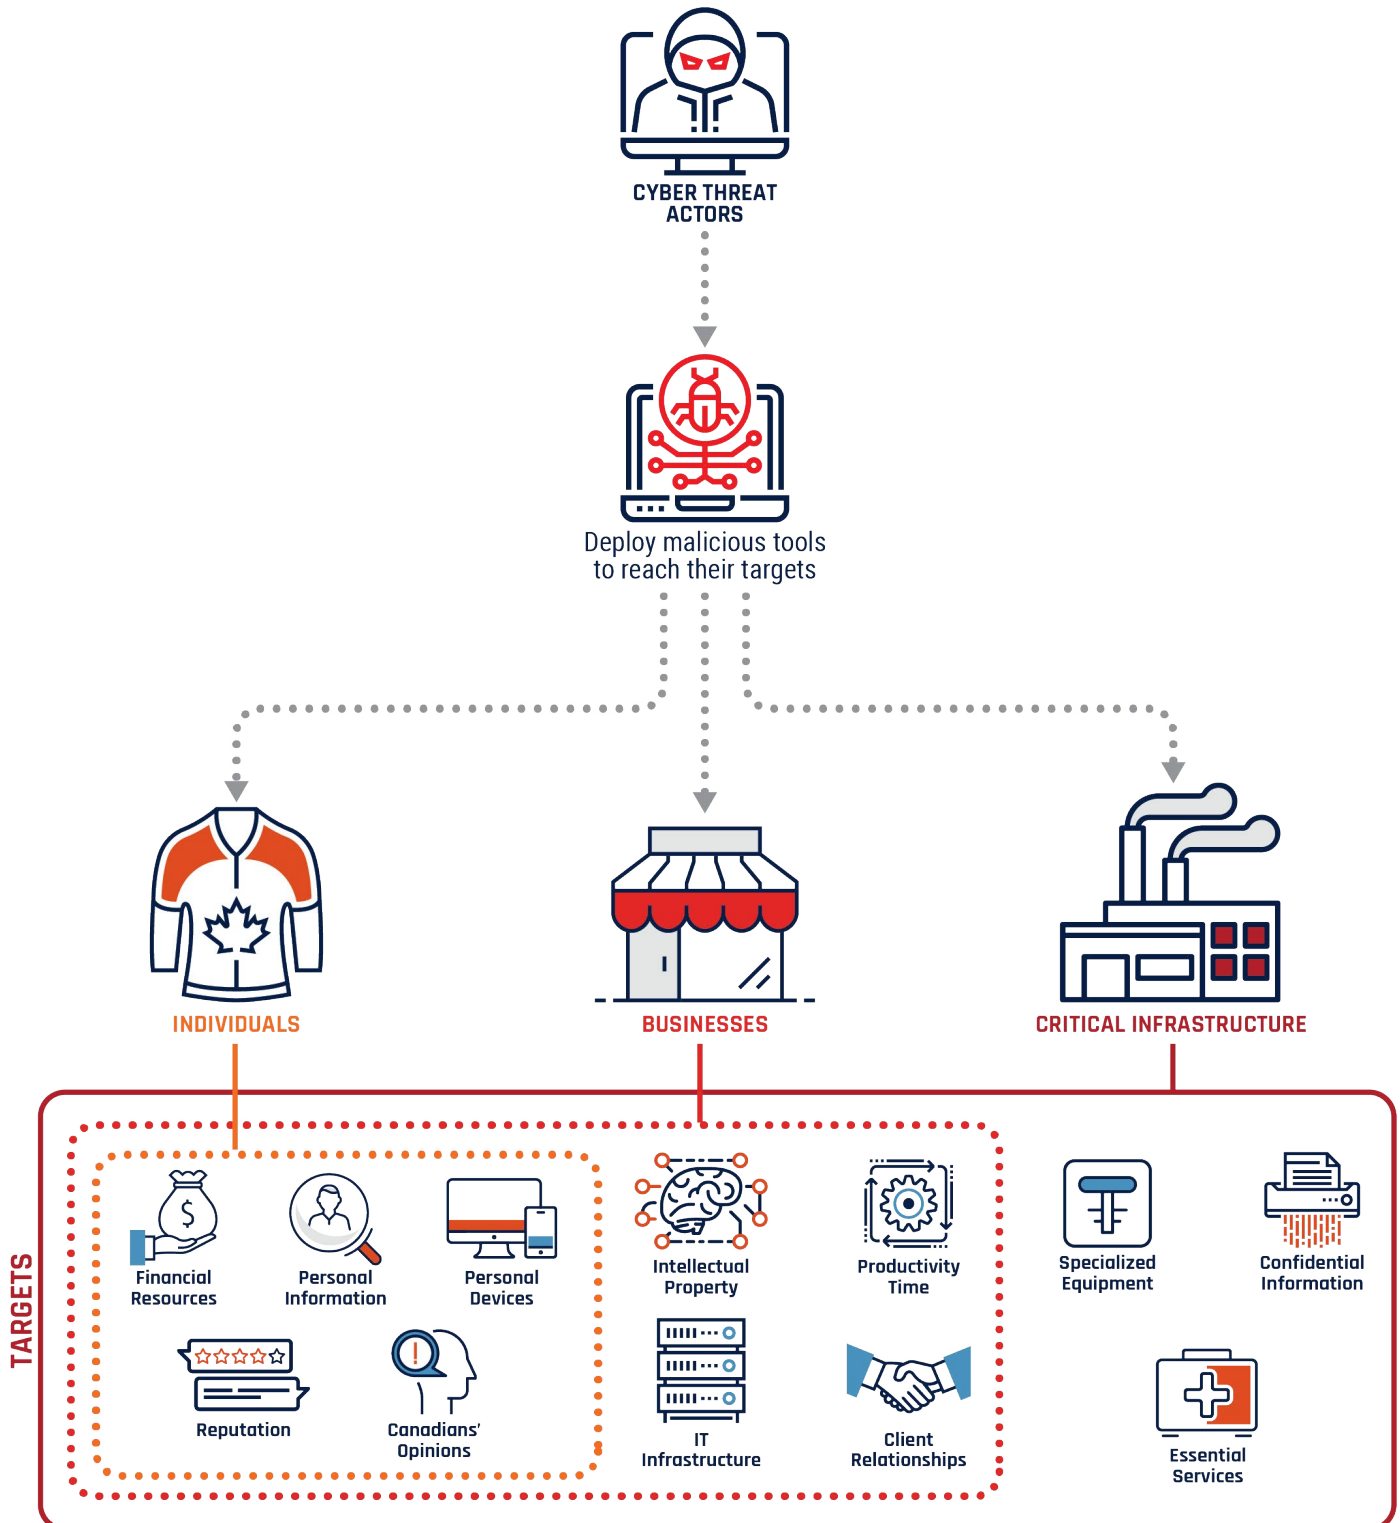 CYBER THREAT
ACTORS
Deploy malicious tools
to reach their targets
INDIVIDUALS
BUSINESSES
CRITICAL INFRASTRUCTURE
TARGETS
Financial
Resources
Personal
Information
Personal
Devices
Reputation
Canadians'
Opinions
Intellectual
Property
Productivity
Time
IT
Infrastructure
Client
Relationships
Specialized
Equipment
Confidential
Information
Essential
Services